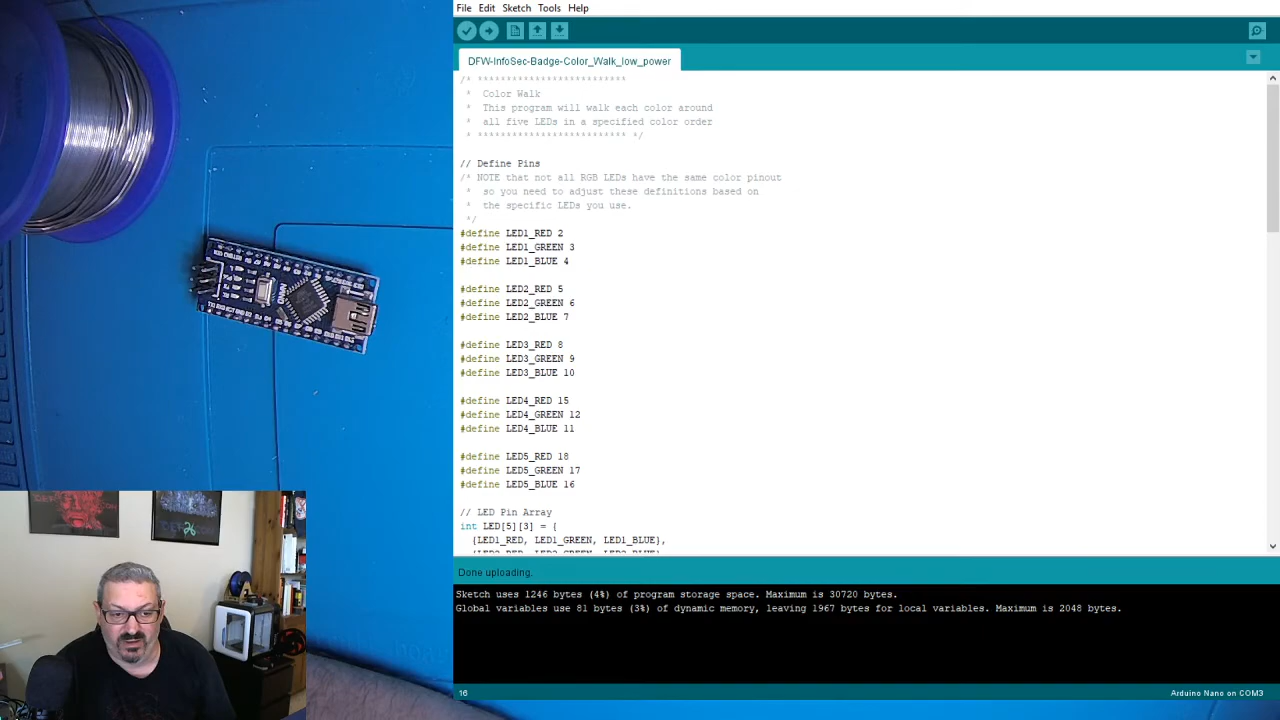 File Edit Sketch Tools Help
DFW-InfoSec-Badge-Color_Walk_low_power
/* **************************
* Color Walk
* This program will walk each color around
* all five LEDs in a specified color order
* ************************** */
// Define Pins
/* NOTE that not all RGB LEDs have the same color pinout
* so you need to adjust these definitions based on
* the specific LEDs you use.
*/
#define LED1_RED 2
#define LED1_GREEN 3
#define LED1_BLUE 4
#define LED2_RED 5
#define LED2_GREEN 6
#define LED2_BLUE 7
#define LED3_RED 8
#define LED3_GREEN 9
#define LED3_BLUE 10
#define LED4_RED 15
#define LED4_GREEN 12
#define LED4_BLUE 11
#define LED5_RED 18
#define LED5_GREEN 17
#define LED5_BLUE 16
// LED Pin Array
int LED[5][3] = {
{LED1_RED, LED1_GREEN, LED1_BLUE},
Done uploading.
Sketch uses 1246 bytes (4%) of program storage space. Maximum is 30720 bytes.
Global variables use 81 bytes (3%) of dynamic memory, leaving 1967 bytes for local variables. Maximum is 2048 bytes.
16
Arduino Nano on COM3